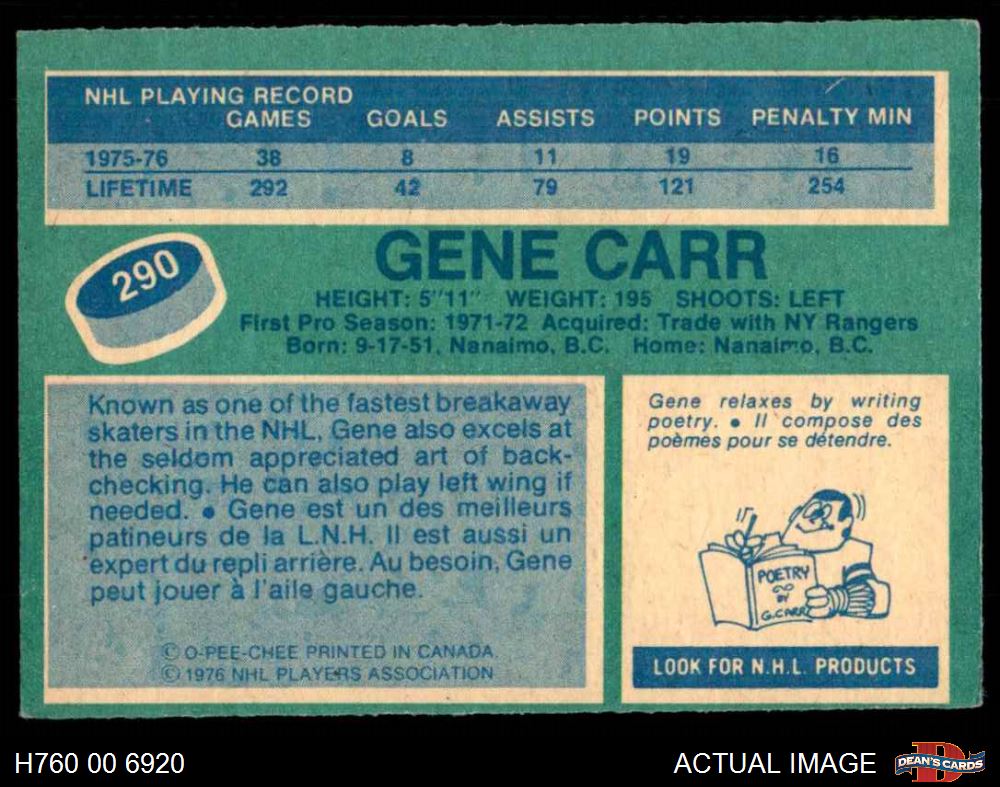 NHL PLAYING RECORD
GAMES GOALS ASSISTS POINTS PENALTY MIN
1975-76 38 8 11 19 16
LIFETIME 292 42 79 121 254
290
GENE CARR
HEIGHT: 5"11" WEIGHT: 195 SHOOTS: LEFT
First Pro Season: 1971-72 Acquired: Trade with NY Rangers
Born: 9-17-51, Nanaimo, B.C. Home: Nanaimo, B.C.
Known as one of the fastest breakaway
skaters in the NHL, Gene also excels at
the seldom appreciated art of back-
checking. He can also play left wing if
needed. • Gene est un des meilleurs
patineurs de la L.N.H. Il est aussi un
expert du repli arrière. Au besoin, Gene
peut jouer à l'aile gauche.
© O-PEE-CHEE PRINTED IN CANADA.
© 1976 NHL PLAYERS ASSOCIATION
Gene relaxes by writing
poetry. • Il compose des
poèmes pour se détendre.
POETRY
BY
G.CARR
LOOK FOR N.H.L. PRODUCTS
H760 00 6920
ACTUAL IMAGE
D
DEAN'S CARDS